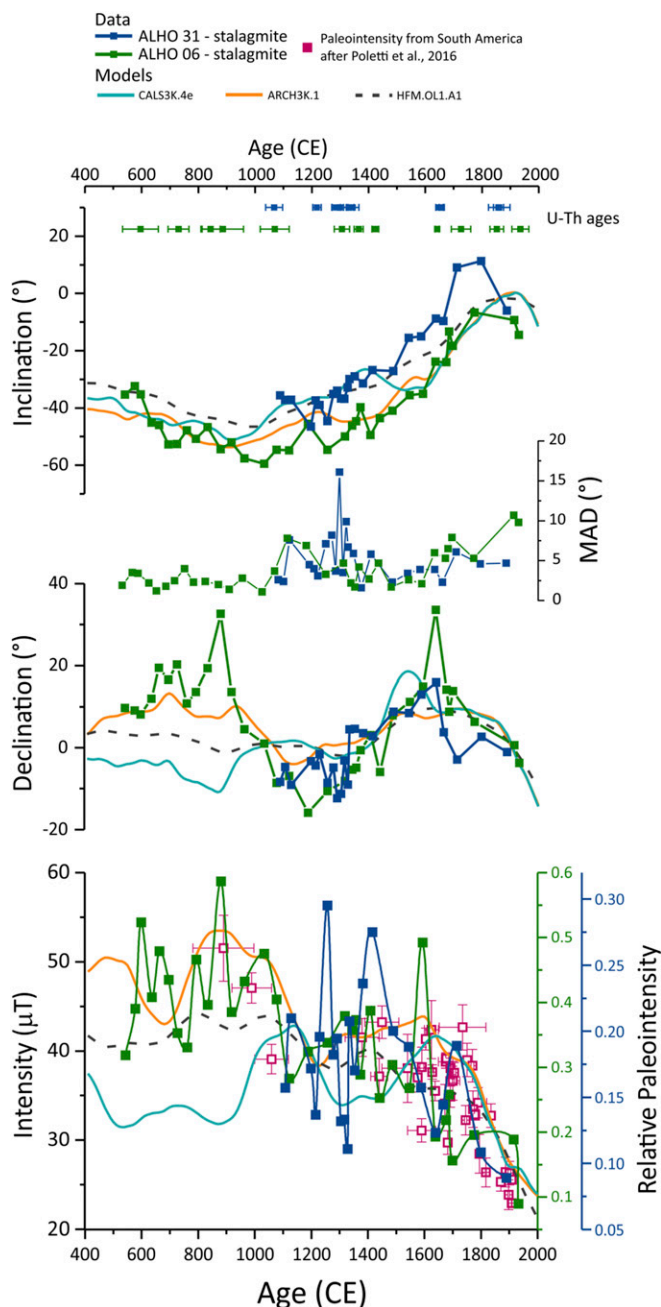 Data
ALHO 31 - stalagmite
ALHO 06 - stalagmite
Paleointensity from South America
after Poletti et al., 2016
Models
CALS3K.4e ARCH3K.1 HFM.OL1.A1
Age (CE)
400 600 800 1000 1200 1400 1600 1800 2000
U-Th ages
20
0
-20
-40
-60
Inclination (°)
20
15
10
5
0
MAD (°)
40
20
0
-20
Declination (°)
60
50
40
30
20
Intensity (μT)
0.6
0.5
0.4
0.3
0.2
0.1
0.30
0.25
0.20
0.15
0.10
0.05
Relative Paleointensity
400 600 800 1000 1200 1400 1600 1800 2000
Age (CE)